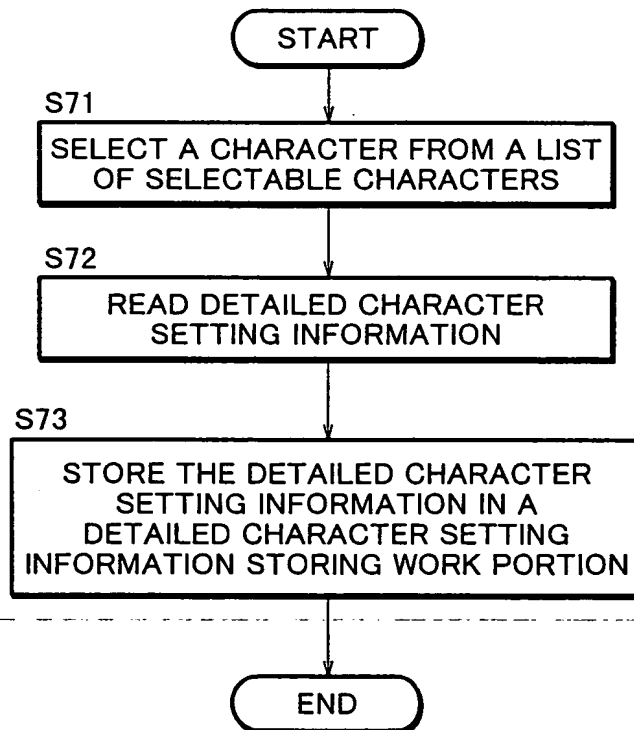 START
S71
SELECT A CHARACTER FROM A LIST
OF SELECTABLE CHARACTERS
S72
READ DETAILED CHARACTER
SETTING INFORMATION
S73
STORE THE DETAILED CHARACTER
SETTING INFORMATION IN A
DETAILED CHARACTER SETTING
INFORMATION STORING WORK PORTION
END